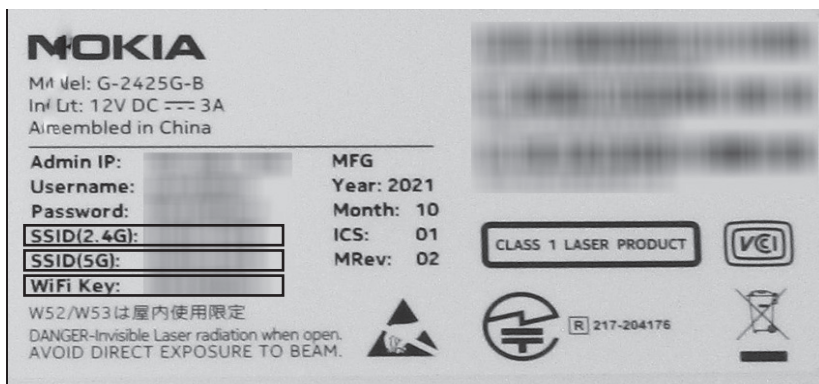 NOKIA
Model: G-2425G-B
Input: 12V DC ⎓ 3A
Assembled in China
Admin IP:
Username:
Password:
SSID(2.4G):
SSID(5G):
WiFi Key:
MFG
Year: 2021
Month: 10
ICS: 01
MRev: 02
W52/W53は屋内使用限定
DANGER-Invisible Laser radiation when open.
AVOID DIRECT EXPOSURE TO BEAM.
CLASS 1 LASER PRODUCT
VCI
R 217-204176